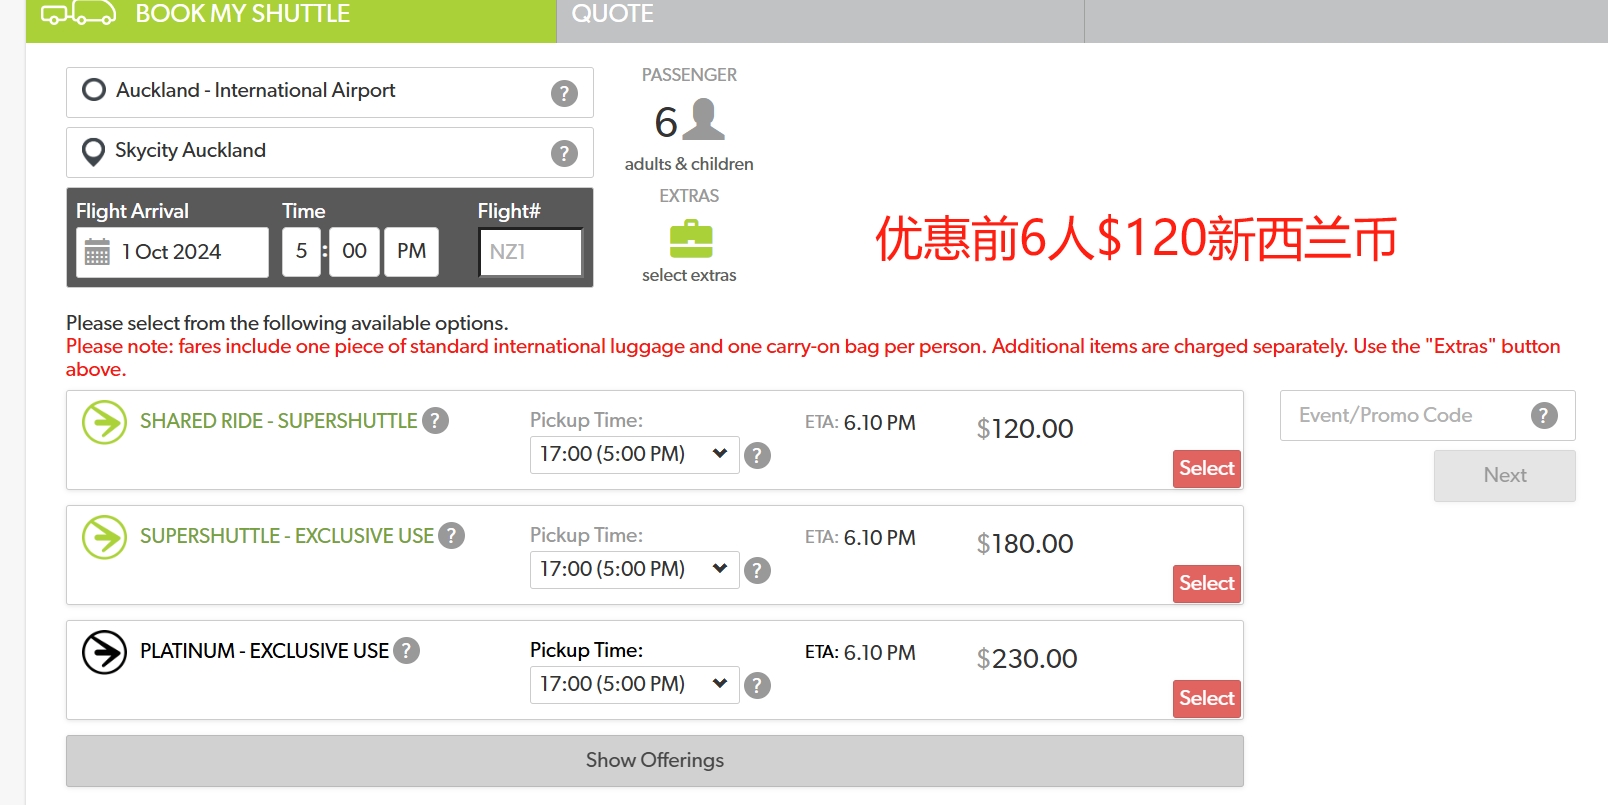 BOOK MY SHUTTLE
QUOTE
Auckland - International Airport ?
Skycity Auckland ?
PASSENGER
6
adults & children
EXTRAS
select extras
Flight Arrival Time Flight#
1 Oct 2024 5 : 00 PM NZ1
优惠前6人$120新西兰币
Please select from the following available options.
Please note: fares include one piece of standard international luggage and one carry-on bag per person. Additional items are charged separately. Use the "Extras" button
above.
SHARED RIDE - SUPERSHUTTLE ?
Pickup Time:
17:00 (5:00 PM) ?
ETA: 6.10 PM
$120.00
Select
SUPERSHUTTLE - EXCLUSIVE USE ?
Pickup Time:
17:00 (5:00 PM) ?
ETA: 6.10 PM
$180.00
Select
PLATINUM - EXCLUSIVE USE ?
Pickup Time:
17:00 (5:00 PM) ?
ETA: 6.10 PM
$230.00
Select
Show Offerings
Event/Promo Code ?
Next